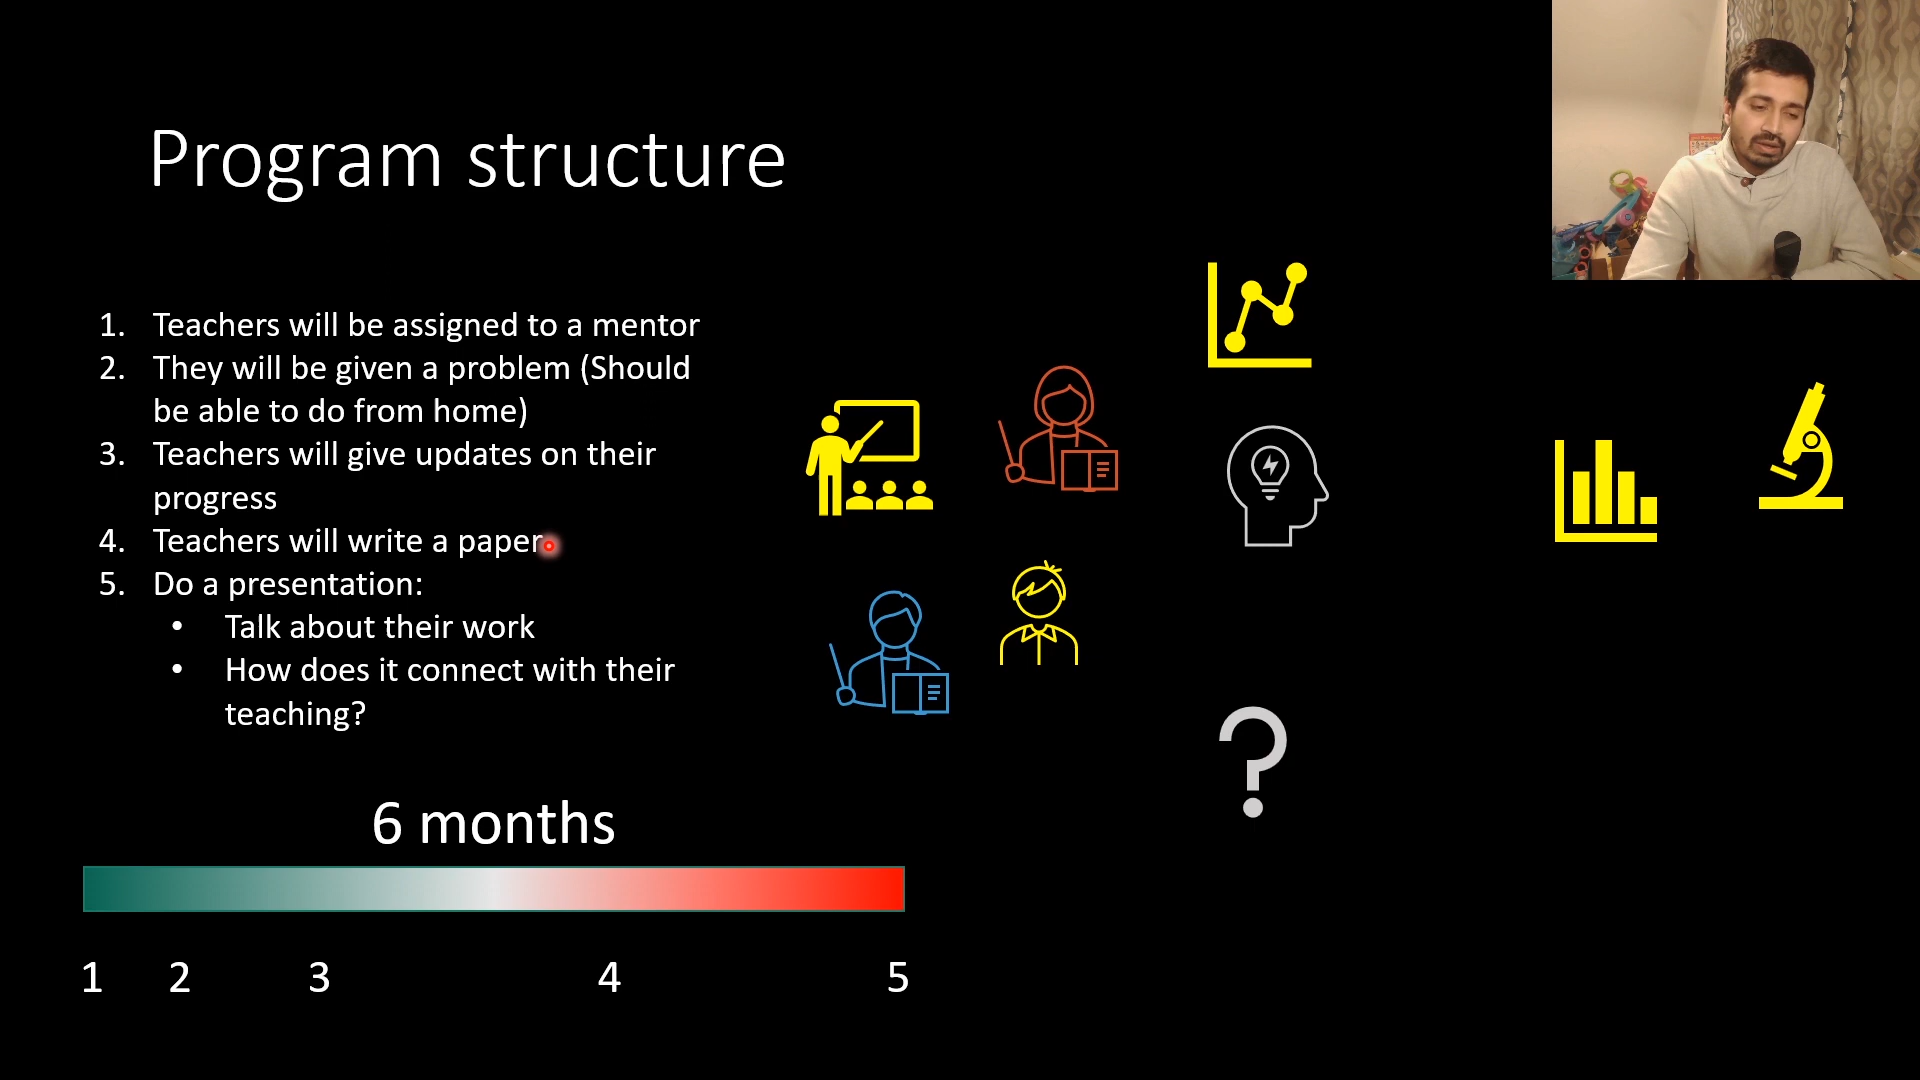 Program structure
1. Teachers will be assigned to a mentor
2. They will be given a problem (Should
be able to do from home)
3. Teachers will give updates on their
progress
4. Teachers will write a paper
5. Do a presentation:
• Talk about their work
• How does it connect with their
teaching?
6 months
1 2 3 4 5
?